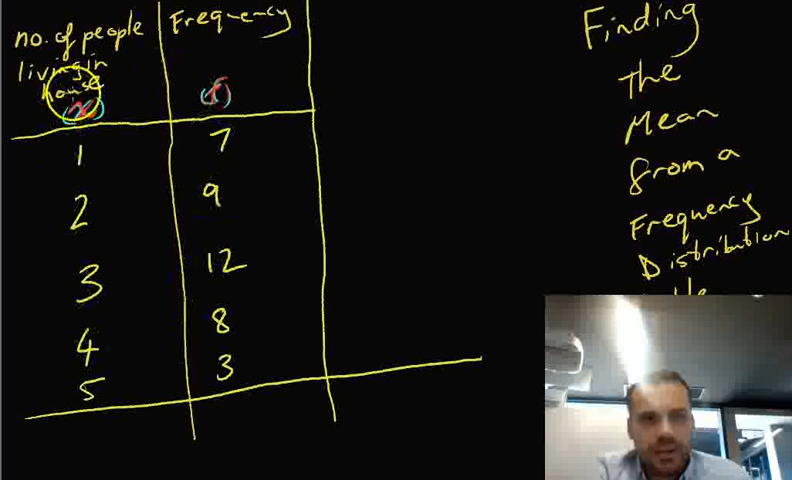 no. of people
living in
house
(x)
Frequency
(f)
1 7
2 9
3 12
4 8
5 3
Finding
the
Mean
from a
Frequency
Distribution